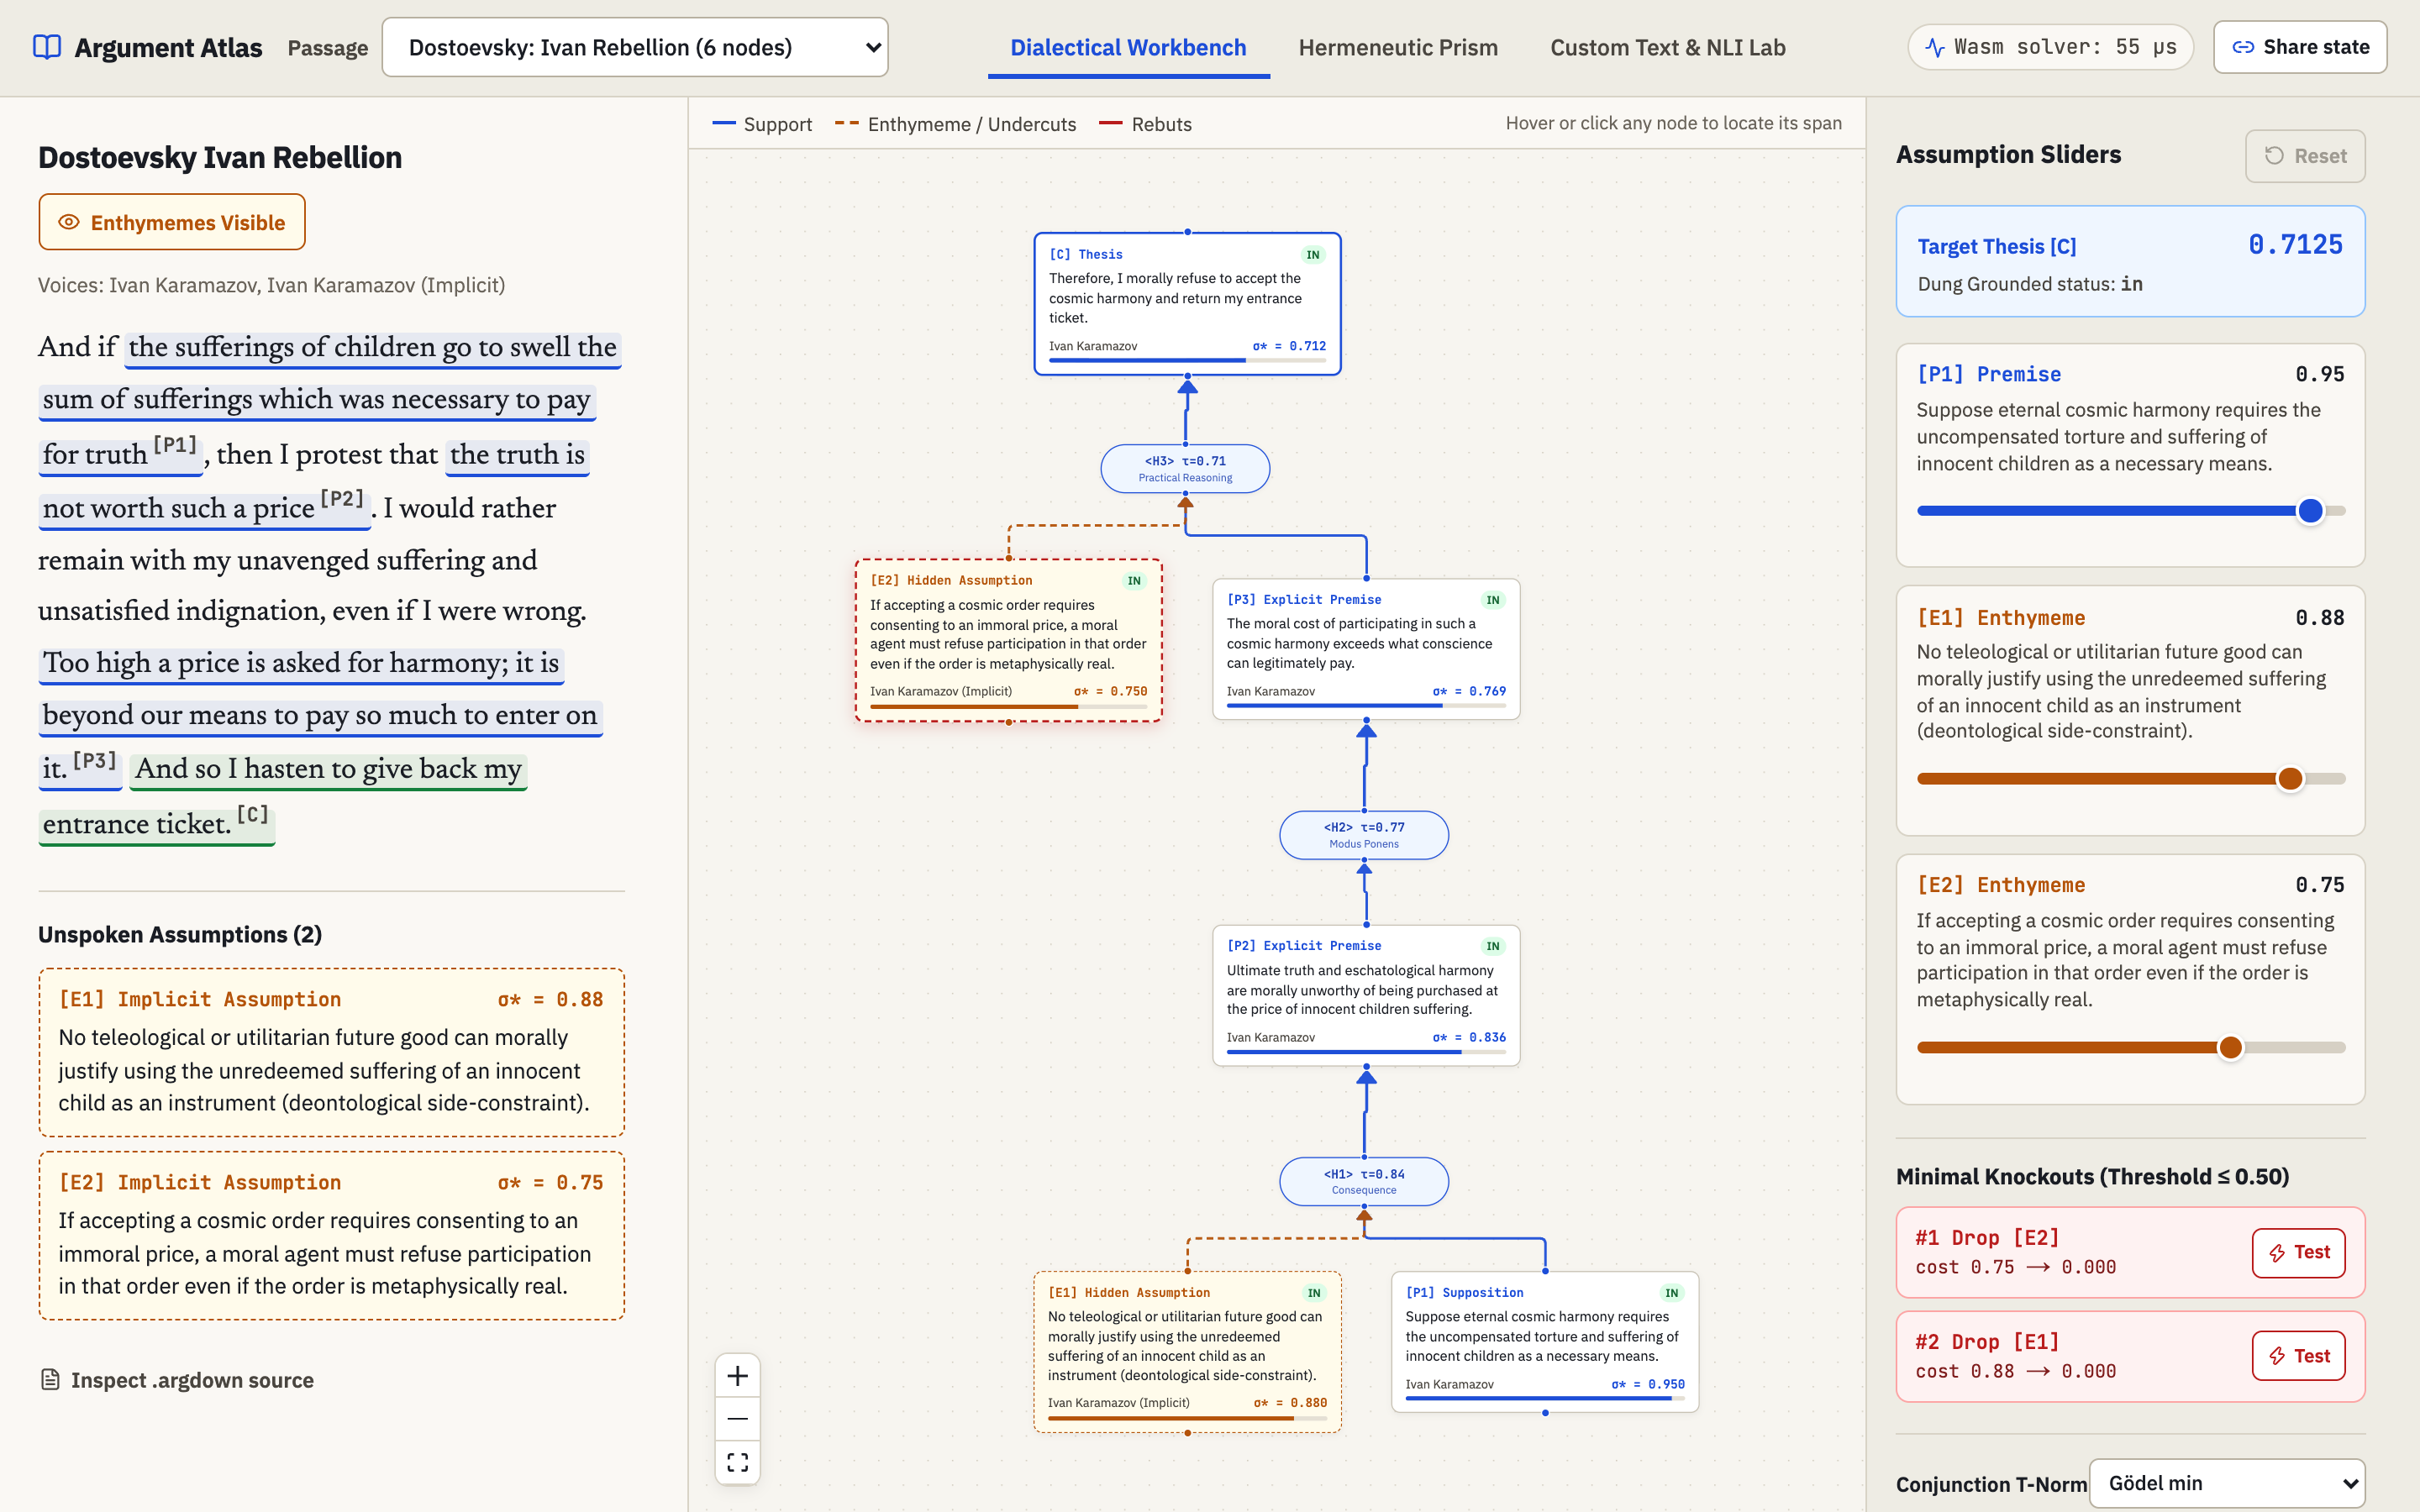 Argument Atlas
Passage
Dostoevsky: Ivan Rebellion (6 nodes)
Dialectical Workbench
Hermeneutic Prism
Custom Text & NLI Lab
Wasm solver: 55 µs
Share state
Dostoevsky Ivan Rebellion
Enthymemes Visible
Voices: Ivan Karamazov, Ivan Karamazov (Implicit)
And if the sufferings of children go to swell the
sum of sufferings which was necessary to pay
for truth [P1], then I protest that the truth is
not worth such a price [P2]. I would rather
remain with my unavenged suffering and
unsatisfied indignation, even if I were wrong.
Too high a price is asked for harmony; it is
beyond our means to pay so much to enter on
it. [P3] And so I hasten to give back my
entrance ticket. [C]
Unspoken Assumptions (2)
[E1] Implicit Assumption σ* = 0.88
No teleological or utilitarian future good can morally
justify using the unredeemed suffering of an innocent
child as an instrument (deontological side-constraint).
[E2] Implicit Assumption σ* = 0.75
If accepting a cosmic order requires consenting to an
immoral price, a moral agent must refuse participation
in that order even if the order is metaphysically real.
Inspect .argdown source
Support
Enthymeme / Undercuts
Rebuts
Hover or click any node to locate its span
[C] Thesis IN
Therefore, I morally refuse to accept the
cosmic harmony and return my entrance
ticket.
Ivan Karamazov σ* = 0.712
<H3> τ=0.71
Practical Reasoning
[E2] Hidden Assumption IN
If accepting a cosmic order requires
consenting to an immoral price, a moral
agent must refuse participation in that order
even if the order is metaphysically real.
Ivan Karamazov (Implicit) σ* = 0.750
[P3] Explicit Premise IN
The moral cost of participating in such a
cosmic harmony exceeds what conscience
can legitimately pay.
Ivan Karamazov σ* = 0.769
<H2> τ=0.77
Modus Ponens
[P2] Explicit Premise IN
Ultimate truth and eschatological harmony
are morally unworthy of being purchased at
the price of innocent children suffering.
Ivan Karamazov σ* = 0.836
<H1> τ=0.84
Consequence
[E1] Hidden Assumption IN
No teleological or utilitarian future good can
morally justify using the unredeemed
suffering of an innocent child as an
instrument (deontological side-constraint).
Ivan Karamazov (Implicit) σ* = 0.880
[P1] Supposition IN
Suppose eternal cosmic harmony requires
the uncompensated torture and suffering of
innocent children as a necessary means.
Ivan Karamazov σ* = 0.950
Assumption Sliders
Reset
Target Thesis [C] 0.7125
Dung Grounded status: in
[P1] Premise 0.95
Suppose eternal cosmic harmony requires the
uncompensated torture and suffering of
innocent children as a necessary means.
[E1] Enthymeme 0.88
No teleological or utilitarian future good can
morally justify using the unredeemed suffering
of an innocent child as an instrument
(deontological side-constraint).
[E2] Enthymeme 0.75
If accepting a cosmic order requires consenting
to an immoral price, a moral agent must refuse
participation in that order even if the order is
metaphysically real.
Minimal Knockouts (Threshold ≤ 0.50)
#1 Drop [E2]
cost 0.75 → 0.000
Test
#2 Drop [E1]
cost 0.88 → 0.000
Test
Conjunction T-Norm Gödel min